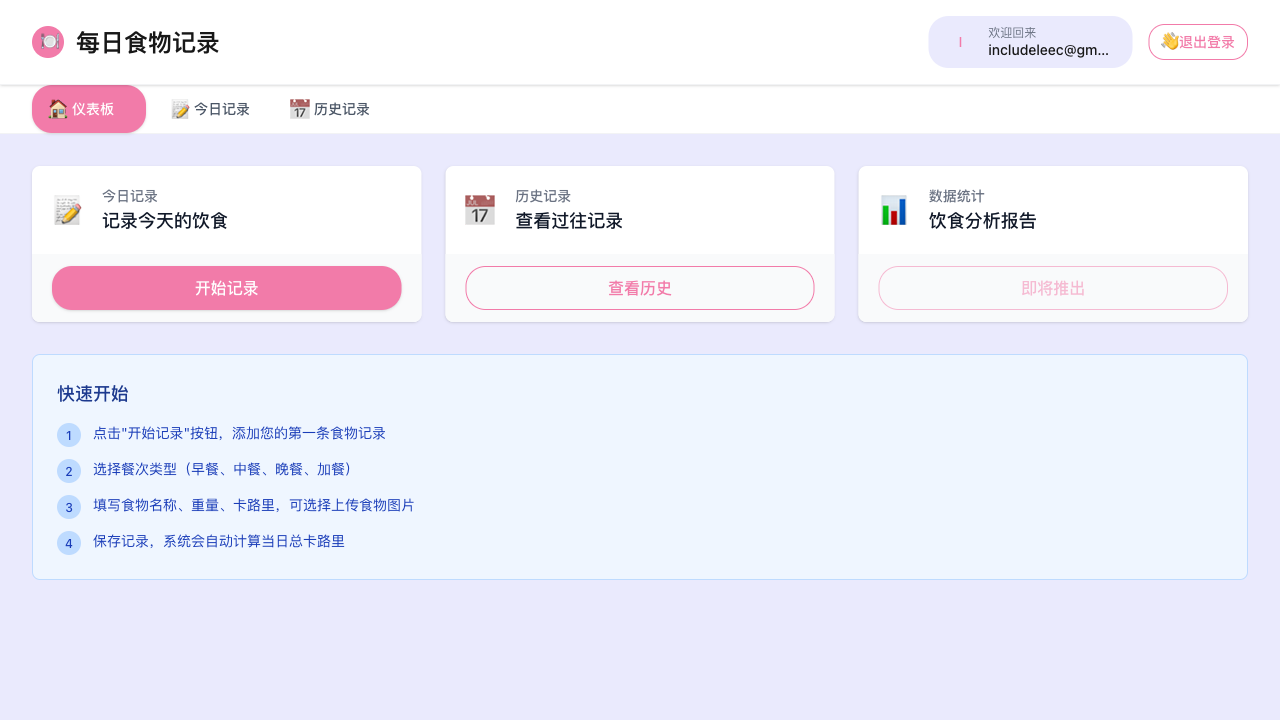 每日食物记录
I
欢迎回来
includeleec@gm...
👋退出登录
🏠 仪表板
📝 今日记录
📅 历史记录
今日记录
记录今天的饮食
开始记录
17
历史记录
查看过往记录
查看历史
数据统计
饮食分析报告
即将推出
快速开始
1 点击"开始记录"按钮，添加您的第一条食物记录
2 选择餐次类型（早餐、中餐、晚餐、加餐）
3 填写食物名称、重量、卡路里，可选择上传食物图片
4 保存记录，系统会自动计算当日总卡路里